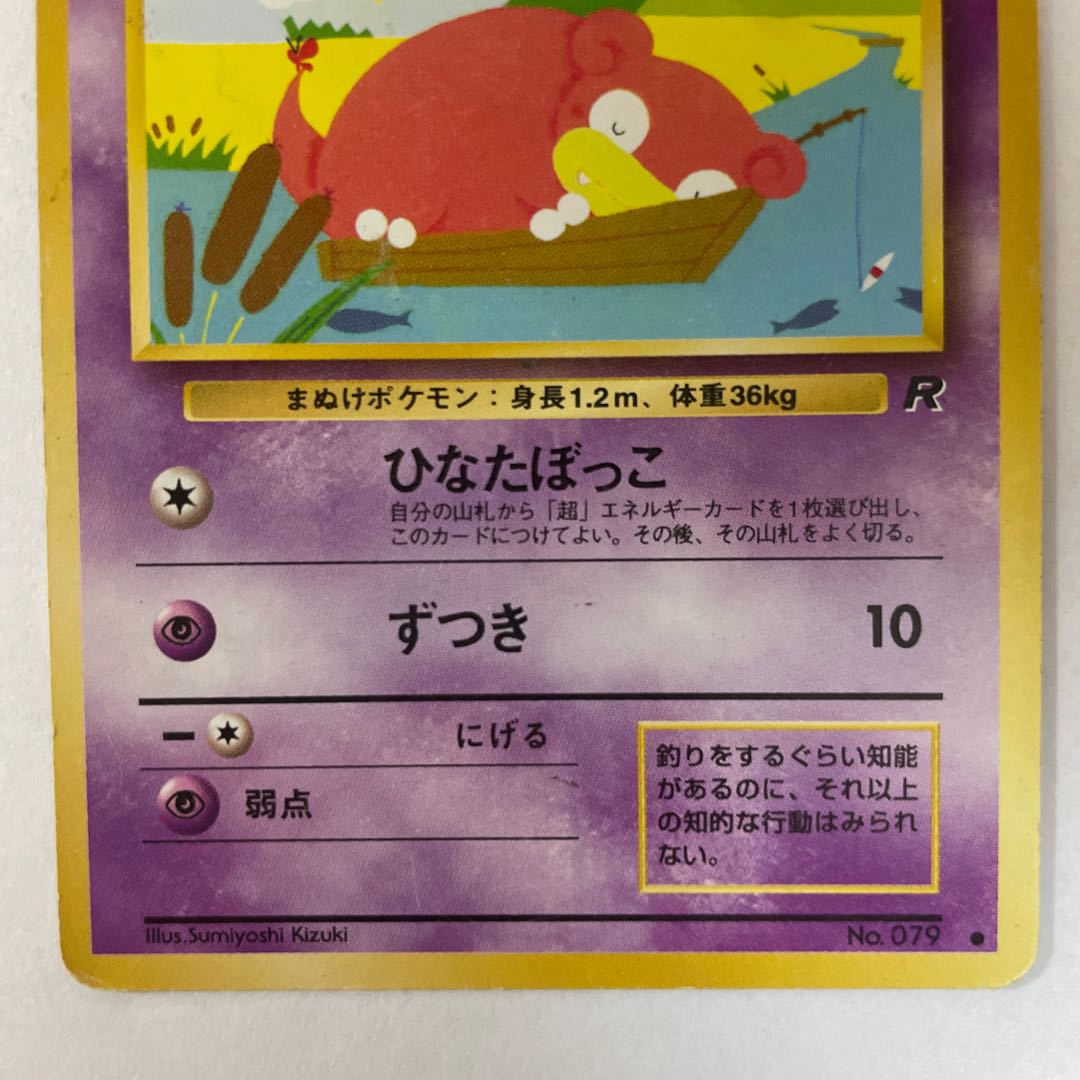 まぬけポケモン：身長1.2m、体重36kg
R
ひなたぼっこ
自分の山札から「超」エネルギーカードを1枚選び出し、
このカードにつけてよい。その後、その山札をよく切る。
ずつき 10
にげる
弱点
釣りをするぐらい知能
があるのに、それ以上
の知的な行動はみられ
ない。
Illus.Sumiyoshi Kizuki
No. 079 ●